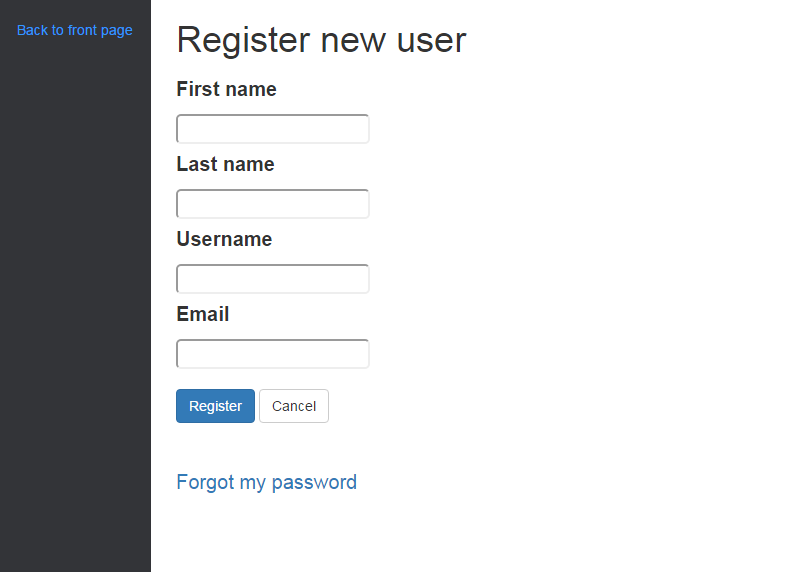 Back to front page
Register new user
First name
Last name
Username
Email
Register Cancel
Forgot my password